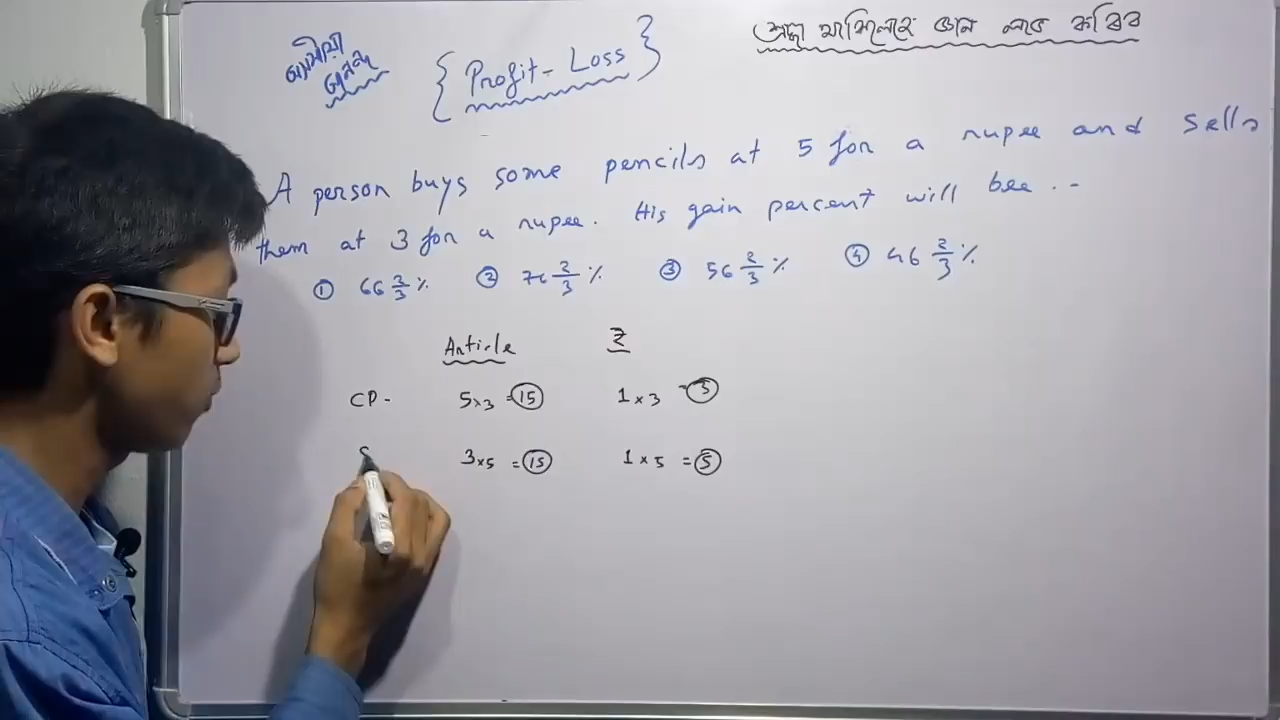 { Profit - Loss }
A person buys some pencils at 5 for a rupee and sells
them at 3 for a rupee. His gain percent will bee ..
① 66 2/3 % ② 76 2/3 % ③ 56 2/3 % ④ 46 2/3 %
Article ₹
CP - 5×3 = 15 1 × 3 = 3
S 3×5 = 15 1 × 5 = 5